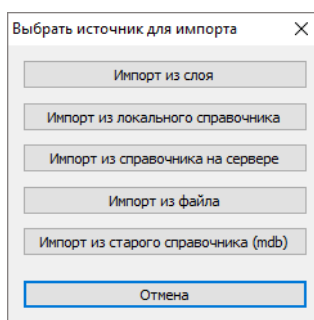 Выбрать источник для импорта
Импорт из слоя
Импорт из локального справочника
Импорт из справочника на сервере
Импорт из файла
Импорт из старого справочника (mdb)
Отмена